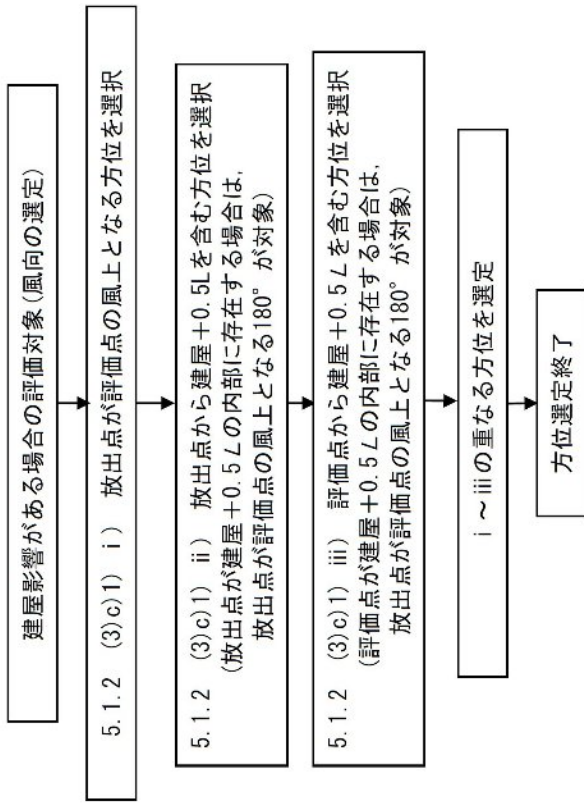 建屋影響がある場合の評価対象(風向の選定)
5.1.2 (3)c)1) i) 放出点が評価点の風上となる方位を選択
5.1.2 (3)c)1) ii) 放出点から建屋+0.5Lを含む方位を選択
(放出点が建屋+0.5Lの内部に存在する場合は,
放出点が評価点の風上となる180°が対象)
5.1.2 (3)c)1) iii) 評価点から建屋+0.5Lを含む方位を選択
(評価点が建屋+0.5Lの内部に存在する場合は,
放出点が評価点の風上となる180°が対象)
i~iiiの重なる方位を選定
方位選定終了